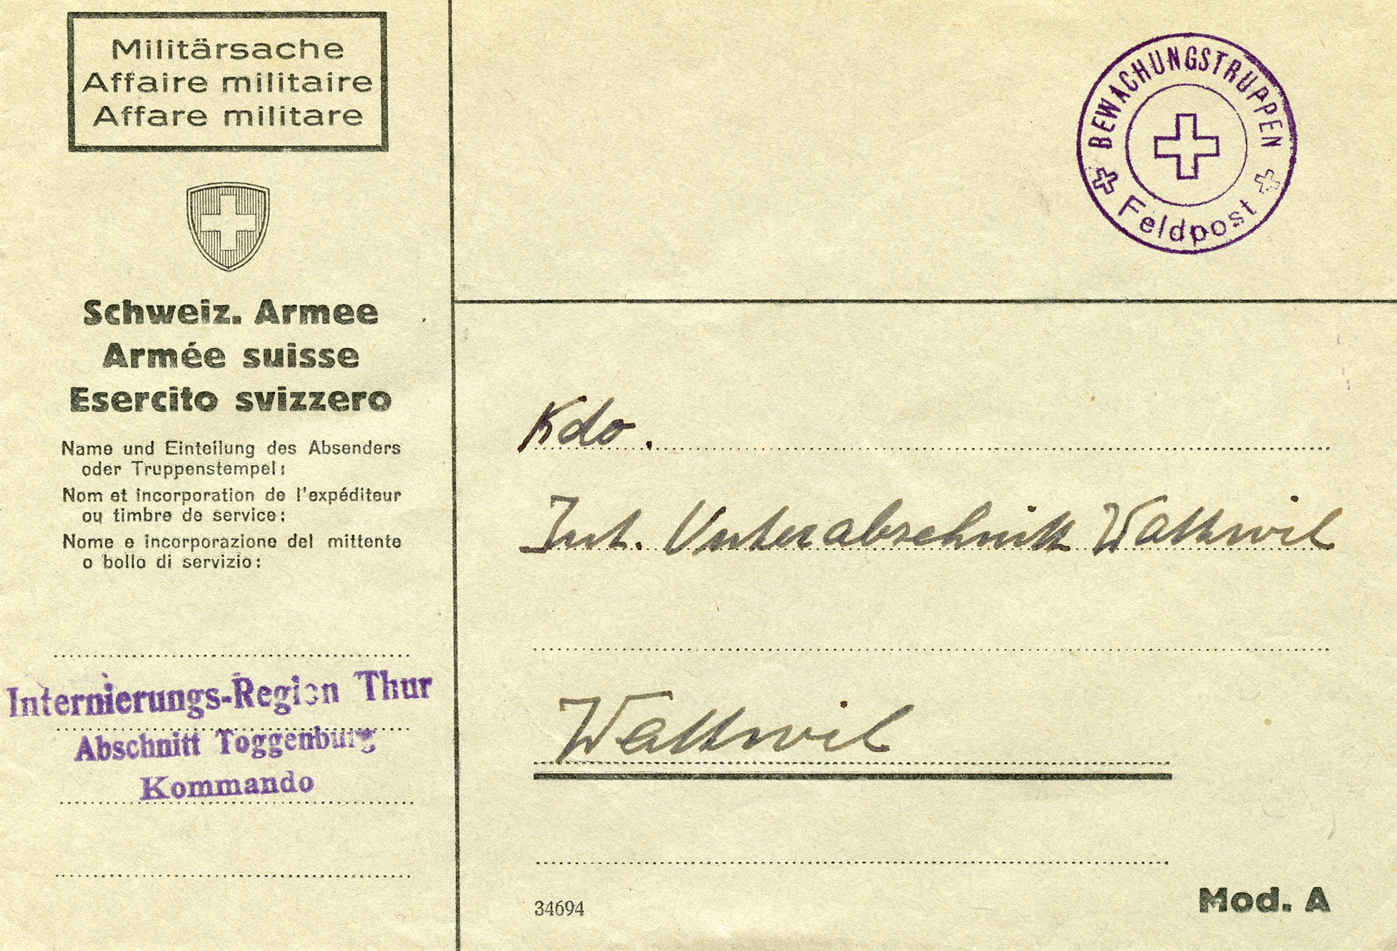 Militärsache
Affaire militaire
Affare militare
Schweiz. Armee
Armée suisse
Esercito svizzero
Name und Einteilung des Absenders
oder Truppenstempel:
Nom et incorporation de l'expéditeur
ou timbre de service:
Nome e incorporazione del mittente
o bollo di servizio:
Internierungs-Region Thur
Abschnitt Toggenburg
Kommando
BEWACHUNGSTRUPPEN
Feldpost
Kdo.
Int. Unterabschnitt Wattwil
Wattwil
34694
Mod. A